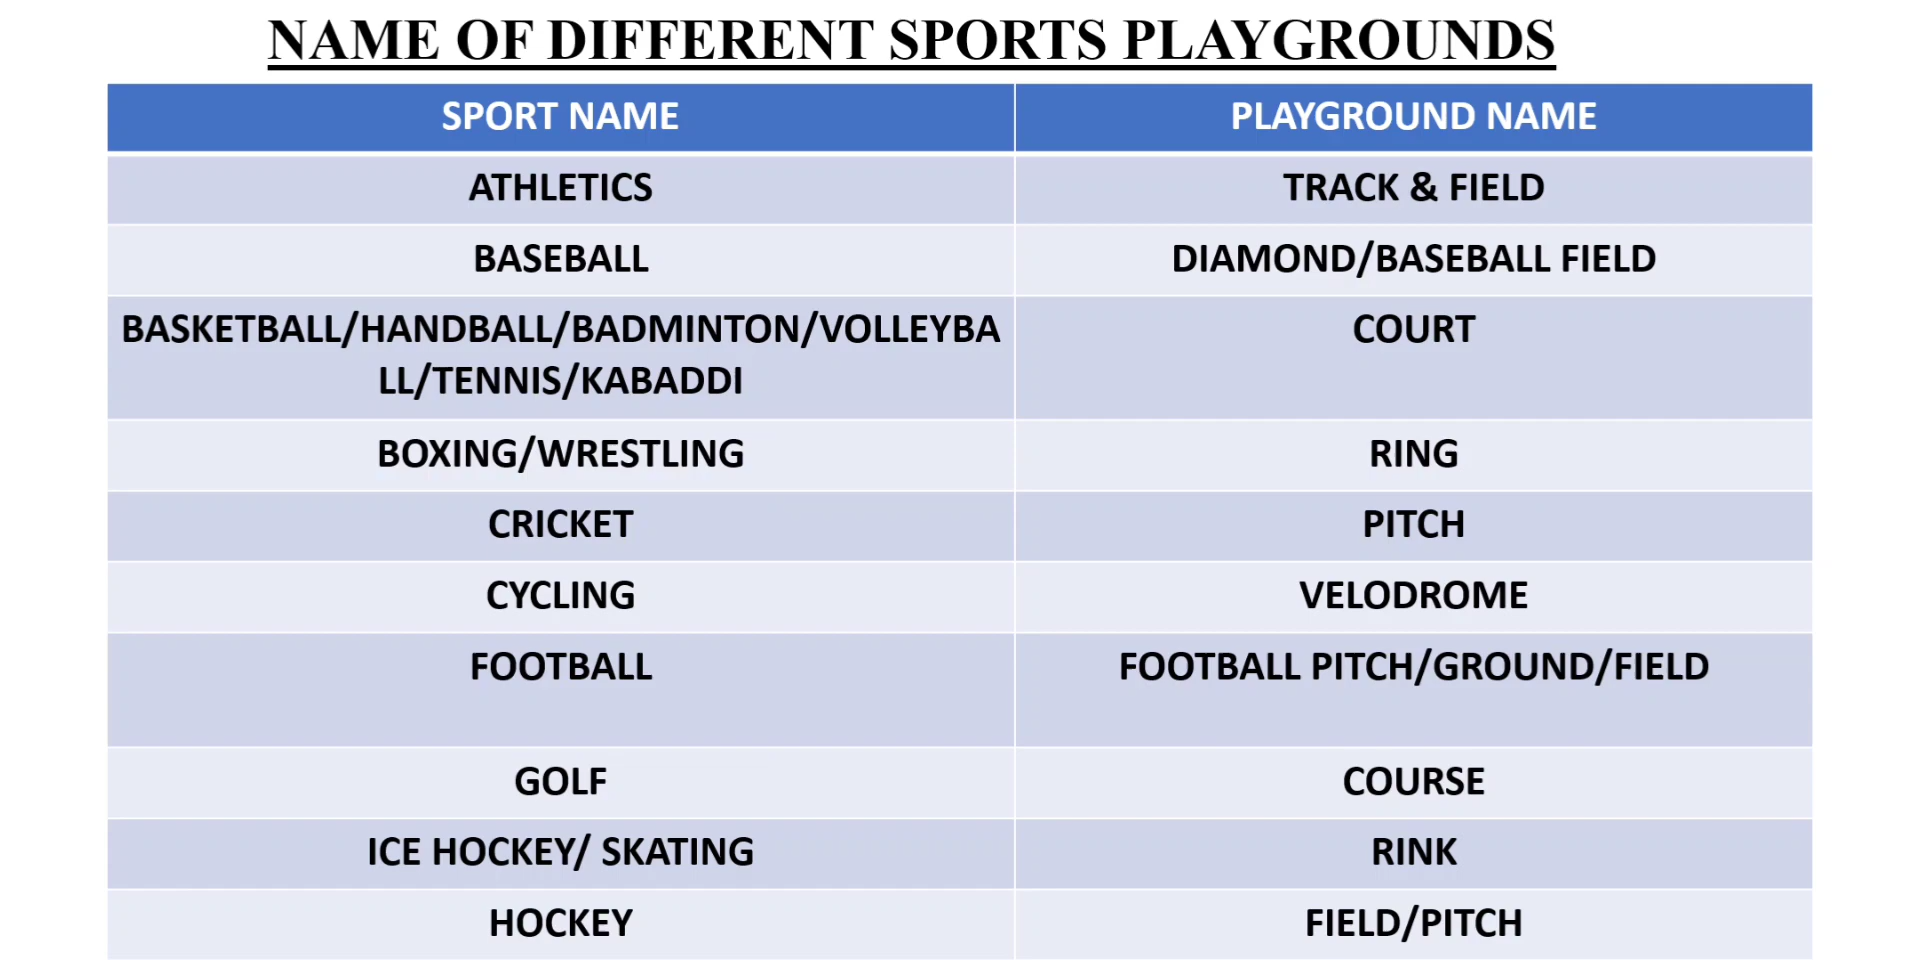 NAME OF DIFFERENT SPORTS PLAYGROUNDS
SPORT NAME PLAYGROUND NAME
ATHLETICS TRACK & FIELD
BASEBALL DIAMOND/BASEBALL FIELD
BASKETBALL/HANDBALL/BADMINTON/VOLLEYBA COURT
LL/TENNIS/KABADDI
BOXING/WRESTLING RING
CRICKET PITCH
CYCLING VELODROME
FOOTBALL FOOTBALL PITCH/GROUND/FIELD
GOLF COURSE
ICE HOCKEY/ SKATING RINK
HOCKEY FIELD/PITCH